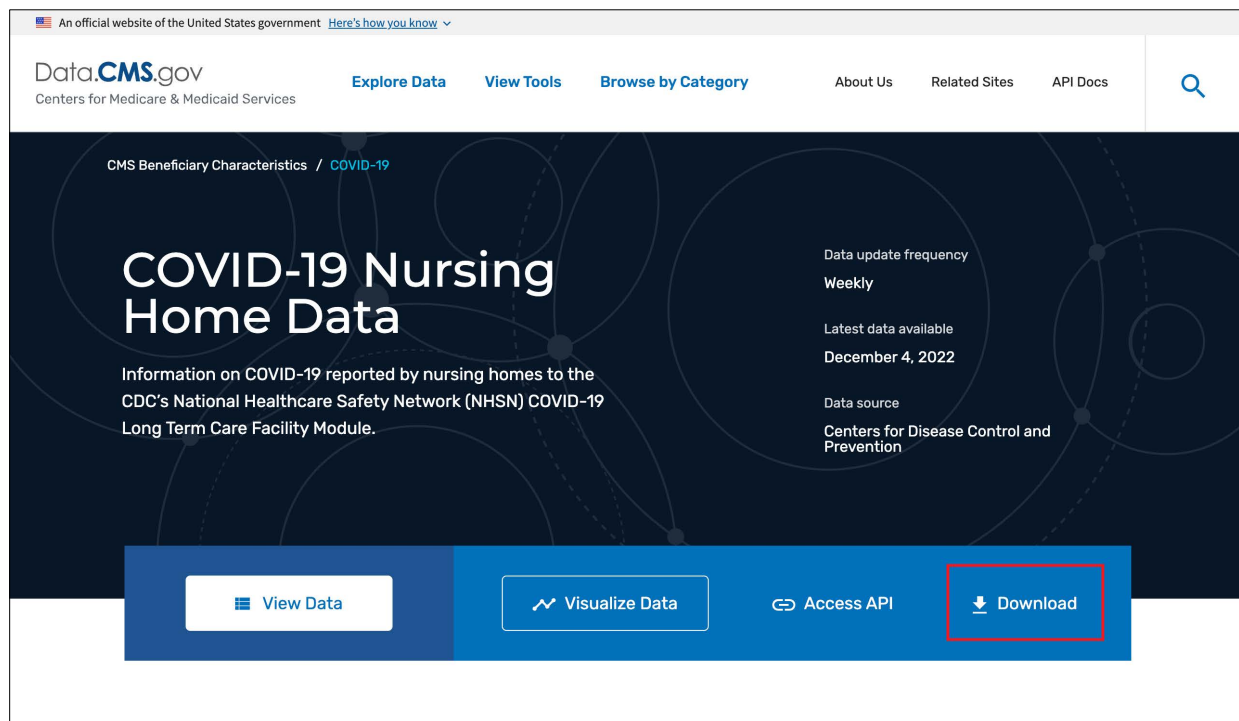 An official website of the United States government Here's how you know
Data.CMS.gov
Centers for Medicare & Medicaid Services
Explore Data View Tools Browse by Category About Us Related Sites API Docs
CMS Beneficiary Characteristics / COVID-19
COVID-19 Nursing
Home Data
Information on COVID-19 reported by nursing homes to the
CDC's National Healthcare Safety Network (NHSN) COVID-19
Long Term Care Facility Module.
Data update frequency
Weekly
Latest data available
December 4, 2022
Data source
Centers for Disease Control and
Prevention
View Data Visualize Data Access API Download